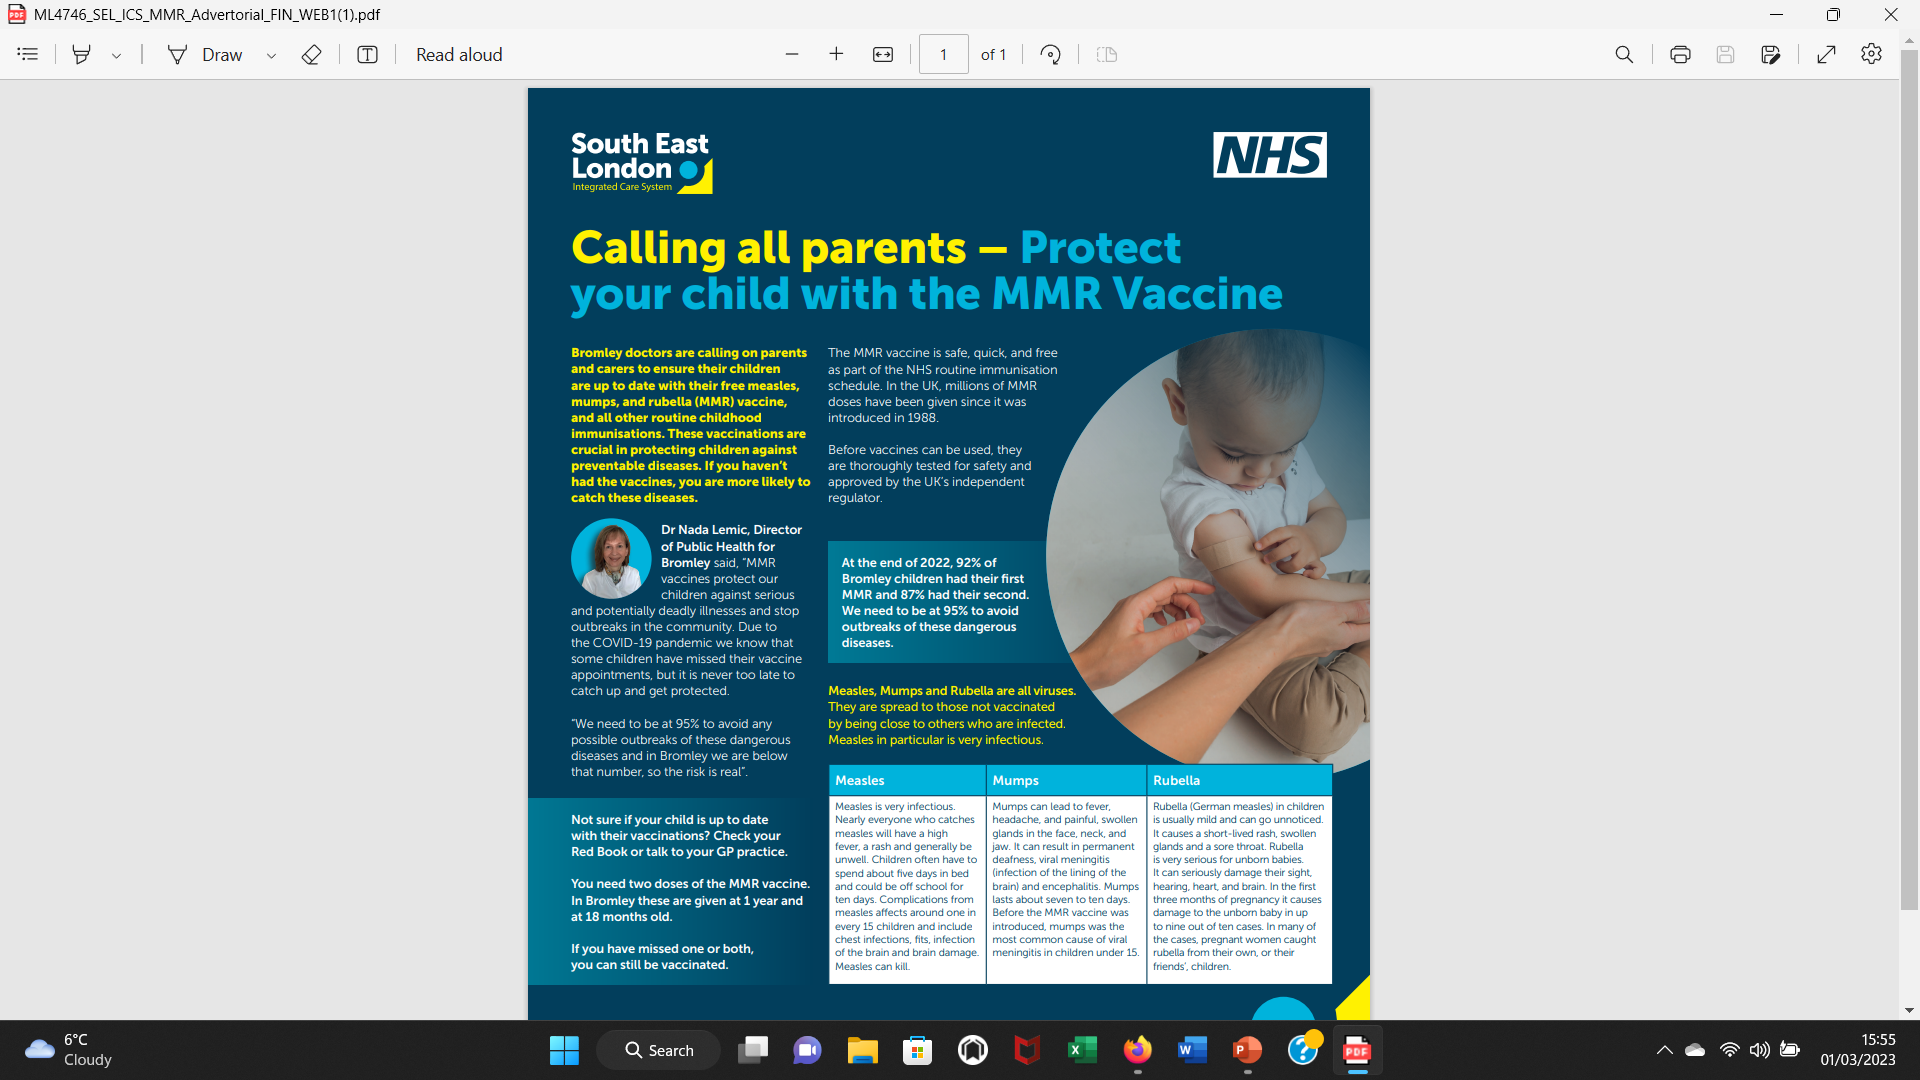 ML4746_SEL_ICS_MMR_Advertorial_FIN_WEB1(1).pdf
Draw
Read aloud
1
of 1
South East
London
Integrated Care System
NHS
Calling all parents – Protect
your child with the MMR Vaccine
Bromley doctors are calling on parents
and carers to ensure their children
are up to date with their free measles,
mumps, and rubella (MMR) vaccine,
and all other routine childhood
immunisations. These vaccinations are
crucial in protecting children against
preventable diseases. If you haven't
had the vaccines, you are more likely to
catch these diseases.
Dr Nada Lemic, Director
of Public Health for
Bromley said, "MMR
vaccines protect our
children against serious
and potentially deadly illnesses and stop
outbreaks in the community. Due to
the COVID-19 pandemic we know that
some children have missed their vaccine
appointments, but it is never too late to
catch up and get protected.
"We need to be at 95% to avoid any
possible outbreaks of these dangerous
diseases and in Bromley we are below
that number, so the risk is real".
Not sure if your child is up to date
with their vaccinations? Check your
Red Book or talk to your GP practice.
You need two doses of the MMR vaccine.
In Bromley these are given at 1 year and
at 18 months old.
If you have missed one or both,
you can still be vaccinated.
The MMR vaccine is safe, quick, and free
as part of the NHS routine immunisation
schedule. In the UK, millions of MMR
doses have been given since it was
introduced in 1988.
Before vaccines can be used, they
are thoroughly tested for safety and
approved by the UK's independent
regulator.
At the end of 2022, 92% of
Bromley children had their first
MMR and 87% had their second.
We need to be at 95% to avoid
outbreaks of these dangerous
diseases.
Measles, Mumps and Rubella are all viruses.
They are spread to those not vaccinated
by being close to others who are infected.
Measles in particular is very infectious.
Measles
Measles is very infectious.
Nearly everyone who catches
measles will have a high
fever, a rash and generally be
unwell. Children often have to
spend about five days in bed
and could be off school for
ten days. Complications from
measles affects around one in
every 15 children and include
chest infections, fits, infection
of the brain and brain damage.
Measles can kill.
Mumps
Mumps can lead to fever,
headache, and painful, swollen
glands in the face, neck, and
jaw. It can result in permanent
deafness, viral meningitis
(infection of the lining of the
brain) and encephalitis. Mumps
lasts about seven to ten days.
Before the MMR vaccine was
introduced, mumps was the
most common cause of viral
meningitis in children under 15.
Rubella
Rubella (German measles) in children
is usually mild and can go unnoticed.
It causes a short-lived rash, swollen
glands and a sore throat. Rubella
is very serious for unborn babies.
It can seriously damage their sight,
hearing, heart, and brain. In the first
three months of pregnancy it causes
damage to the unborn baby in up
to nine out of ten cases. In many of
the cases, pregnant women caught
rubella from their own, or their
friends', children.
6°C
Cloudy
Search
15:55
01/03/2023